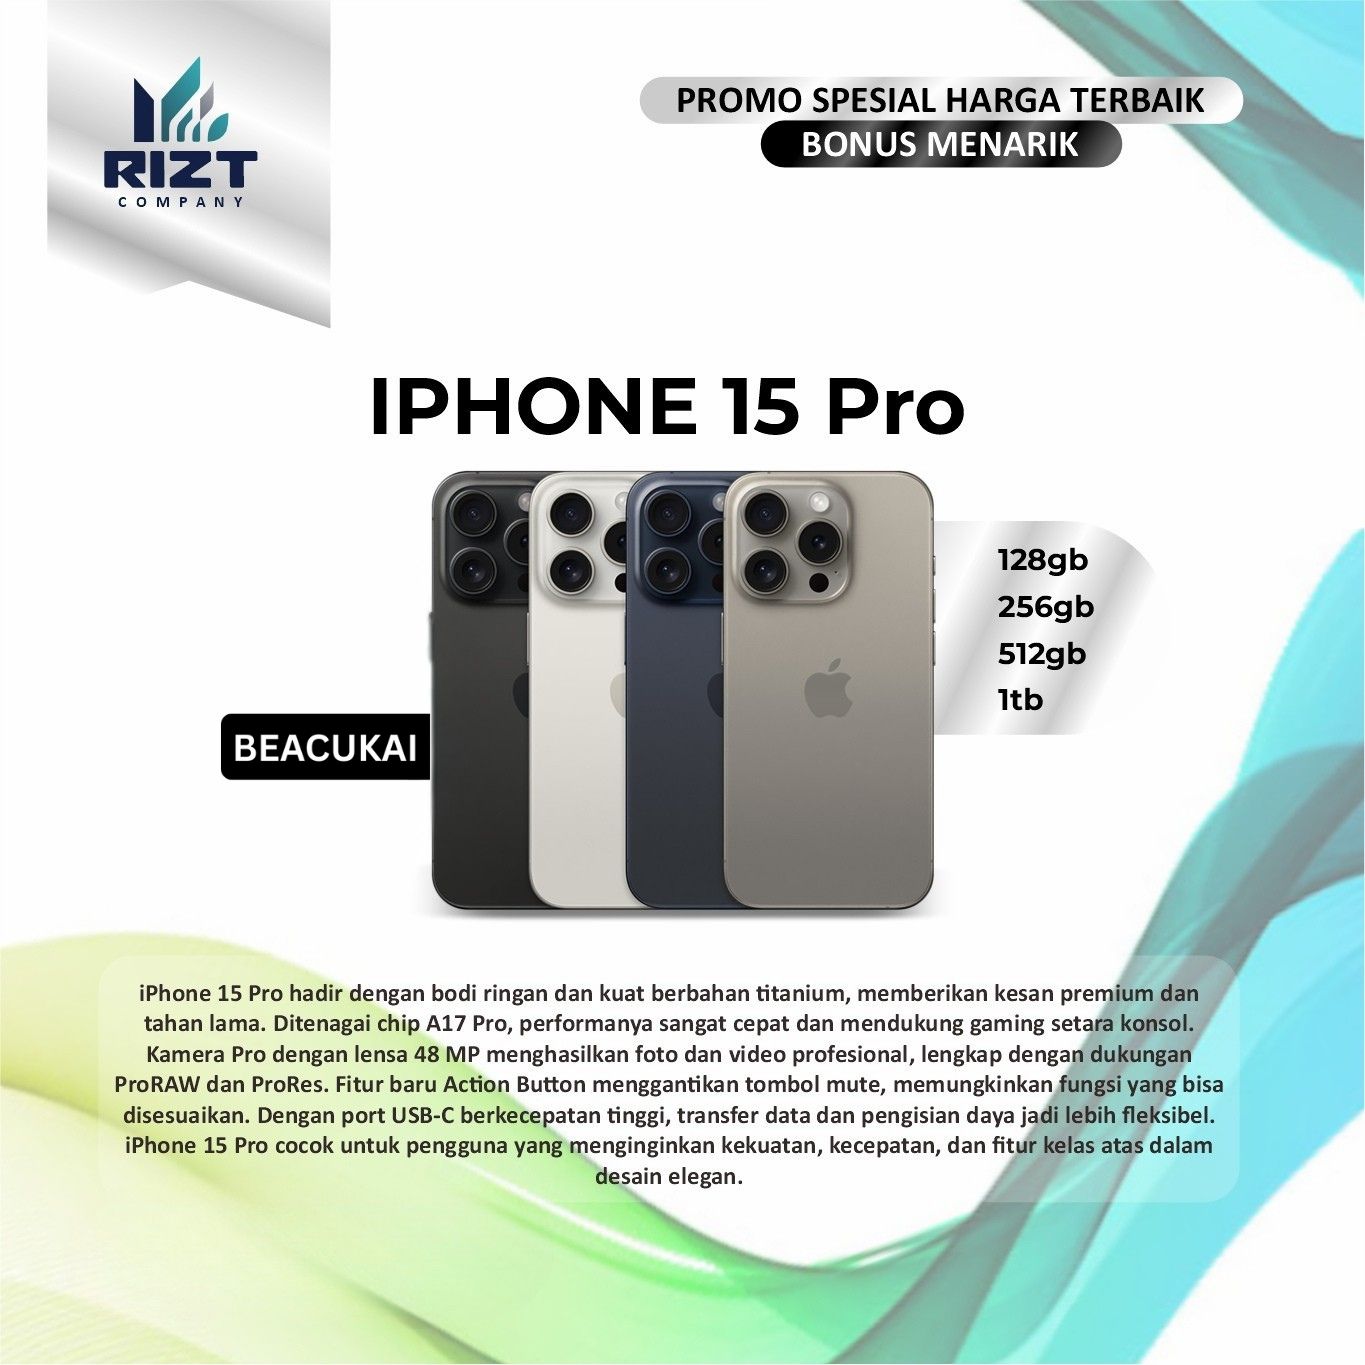 RIZT
COMPANY
PROMO SPESIAL HARGA TERBAIK
BONUS MENARIK
IPHONE 15 Pro
128gb
256gb
512gb
1tb
BEACUKAI
iPhone 15 Pro hadir dengan bodi ringan dan kuat berbahan titanium, memberikan kesan premium dan
tahan lama. Ditenagai chip A17 Pro, performanya sangat cepat dan mendukung gaming setara konsol.
Kamera Pro dengan lensa 48 MP menghasilkan foto dan video profesional, lengkap dengan dukungan
ProRAW dan ProRes. Fitur baru Action Button menggantikan tombol mute, memungkinkan fungsi yang bisa
disesuaikan. Dengan port USB-C berkecepatan tinggi, transfer data dan pengisian daya jadi lebih fleksibel.
iPhone 15 Pro cocok untuk pengguna yang menginginkan kekuatan, kecepatan, dan fitur kelas atas dalam
desain elegan.